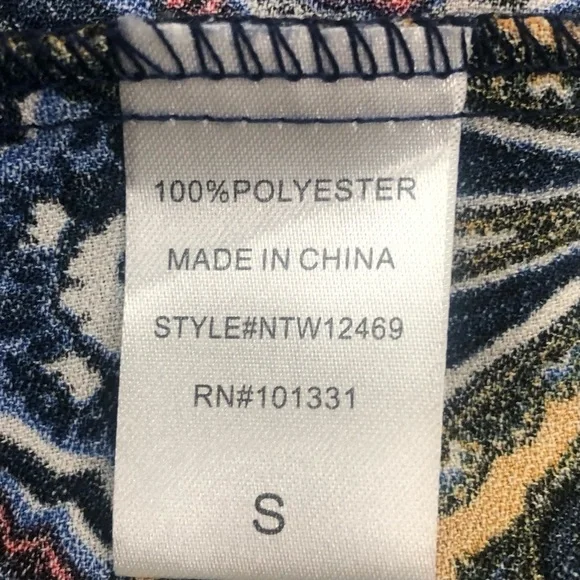 100%POLYESTER
MADE IN CHINA
STYLE#NTW12469
RN#101331
S